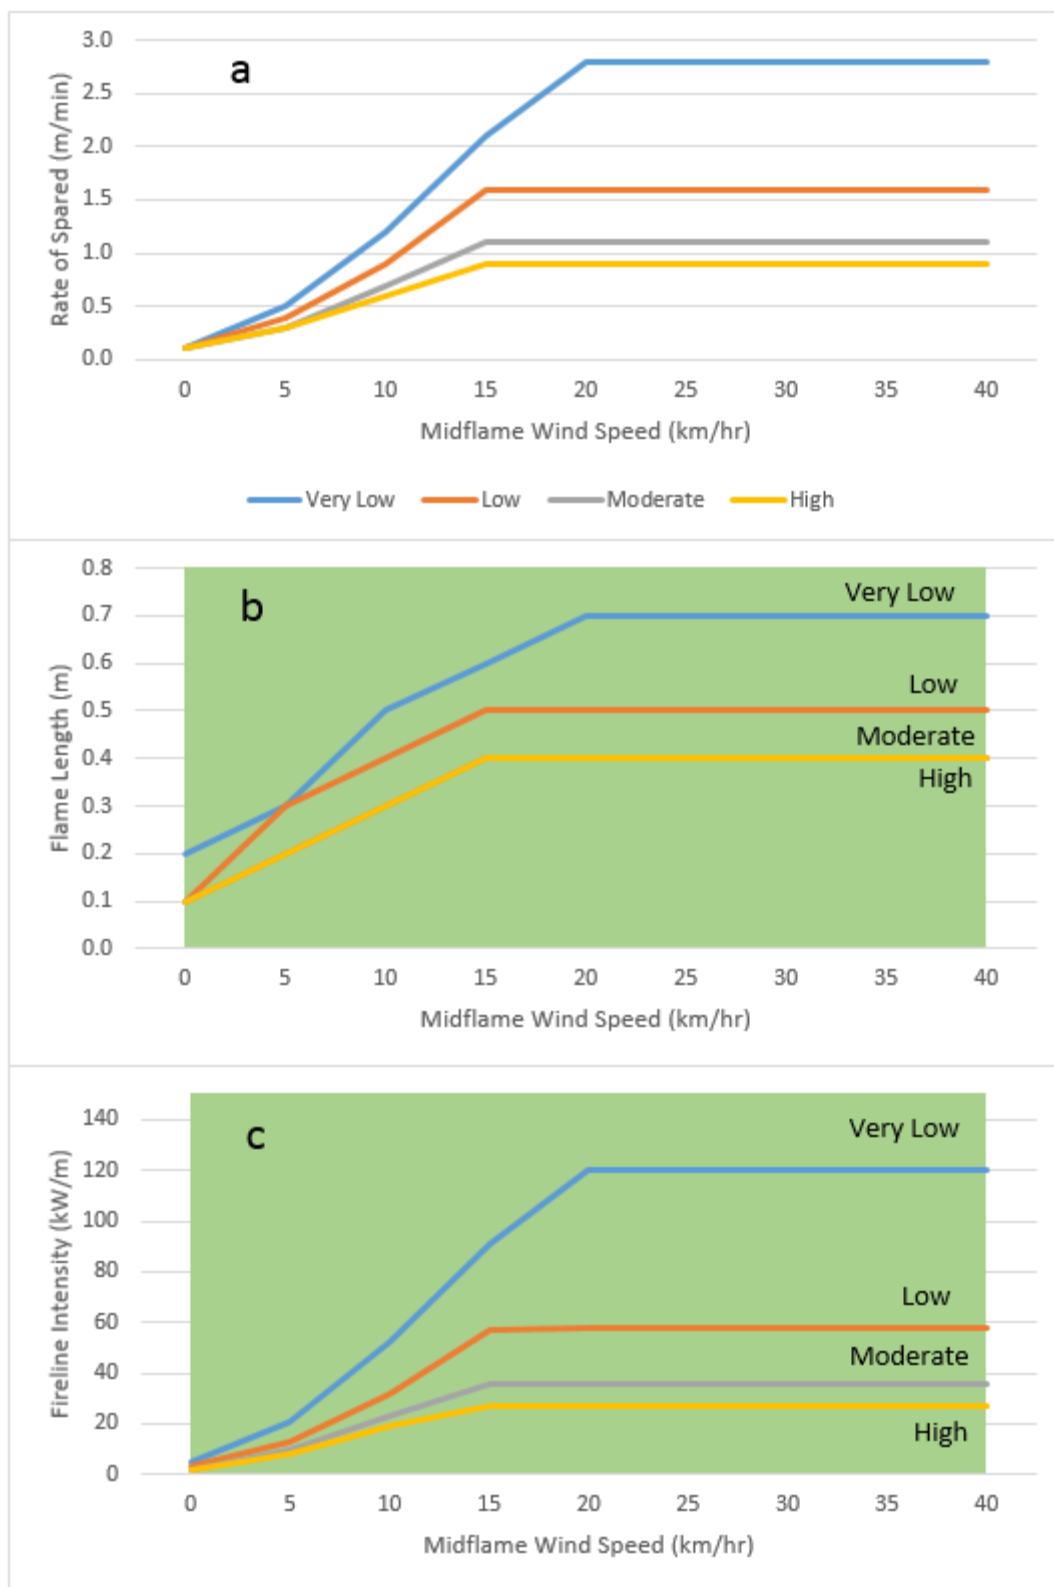 a
Rate of Spared (m/min)
3.0
2.5
2.0
1.5
1.0
0.5
0.0
0 5 10 15 20 25 30 35 40
Midflame Wind Speed (km/hr)
Very Low Low Moderate High
b
Flame Length (m)
0.8
0.7
0.6
0.5
0.4
0.3
0.2
0.1
0.0
Very Low
Low
Moderate
High
0 5 10 15 20 25 30 35 40
Midflame Wind Speed (km/hr)
c
Fireline Intensity (kW/m)
140
120
100
80
60
40
20
0
Very Low
Low
Moderate
High
0 5 10 15 20 25 30 35 40
Midflame Wind Speed (km/hr)